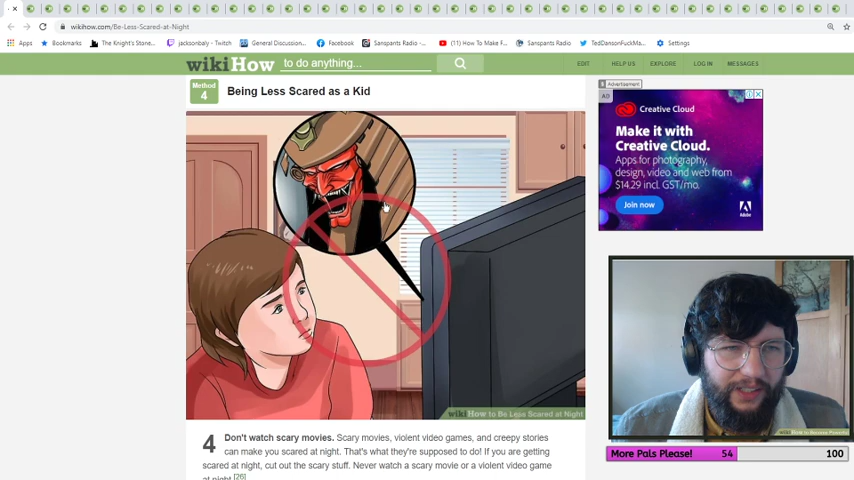 wikihow.com/Be-Less-Scared-at-Night
Apps
Bookmarks
The Knight's Stone...
jacksonbaly - Twitch
General Discussion...
Facebook
Sanspants Radio -...
(11) How To Make F...
Sanspants Radio
TedDansonFuckMa...
Settings
wikiHow to do anything...
EDIT
HELP US
EXPLORE
LOG IN
MESSAGES
Method
4
Being Less Scared as a Kid
Advertisement
AD
Creative Cloud
Make it with
Creative Cloud.
Apps for photography,
design, video and web from
$14.29 incl. GST/mo.
Join now
Adobe
wikiHow to Be Less Scared at Night
4 Don't watch scary movies. Scary movies, violent video games, and creepy stories
can make you scared at night. That's what they're supposed to do! If you are getting
scared at night, cut out the scary stuff. Never watch a scary movie or a violent video game
at night.[26]
More Pals Please!
54
100